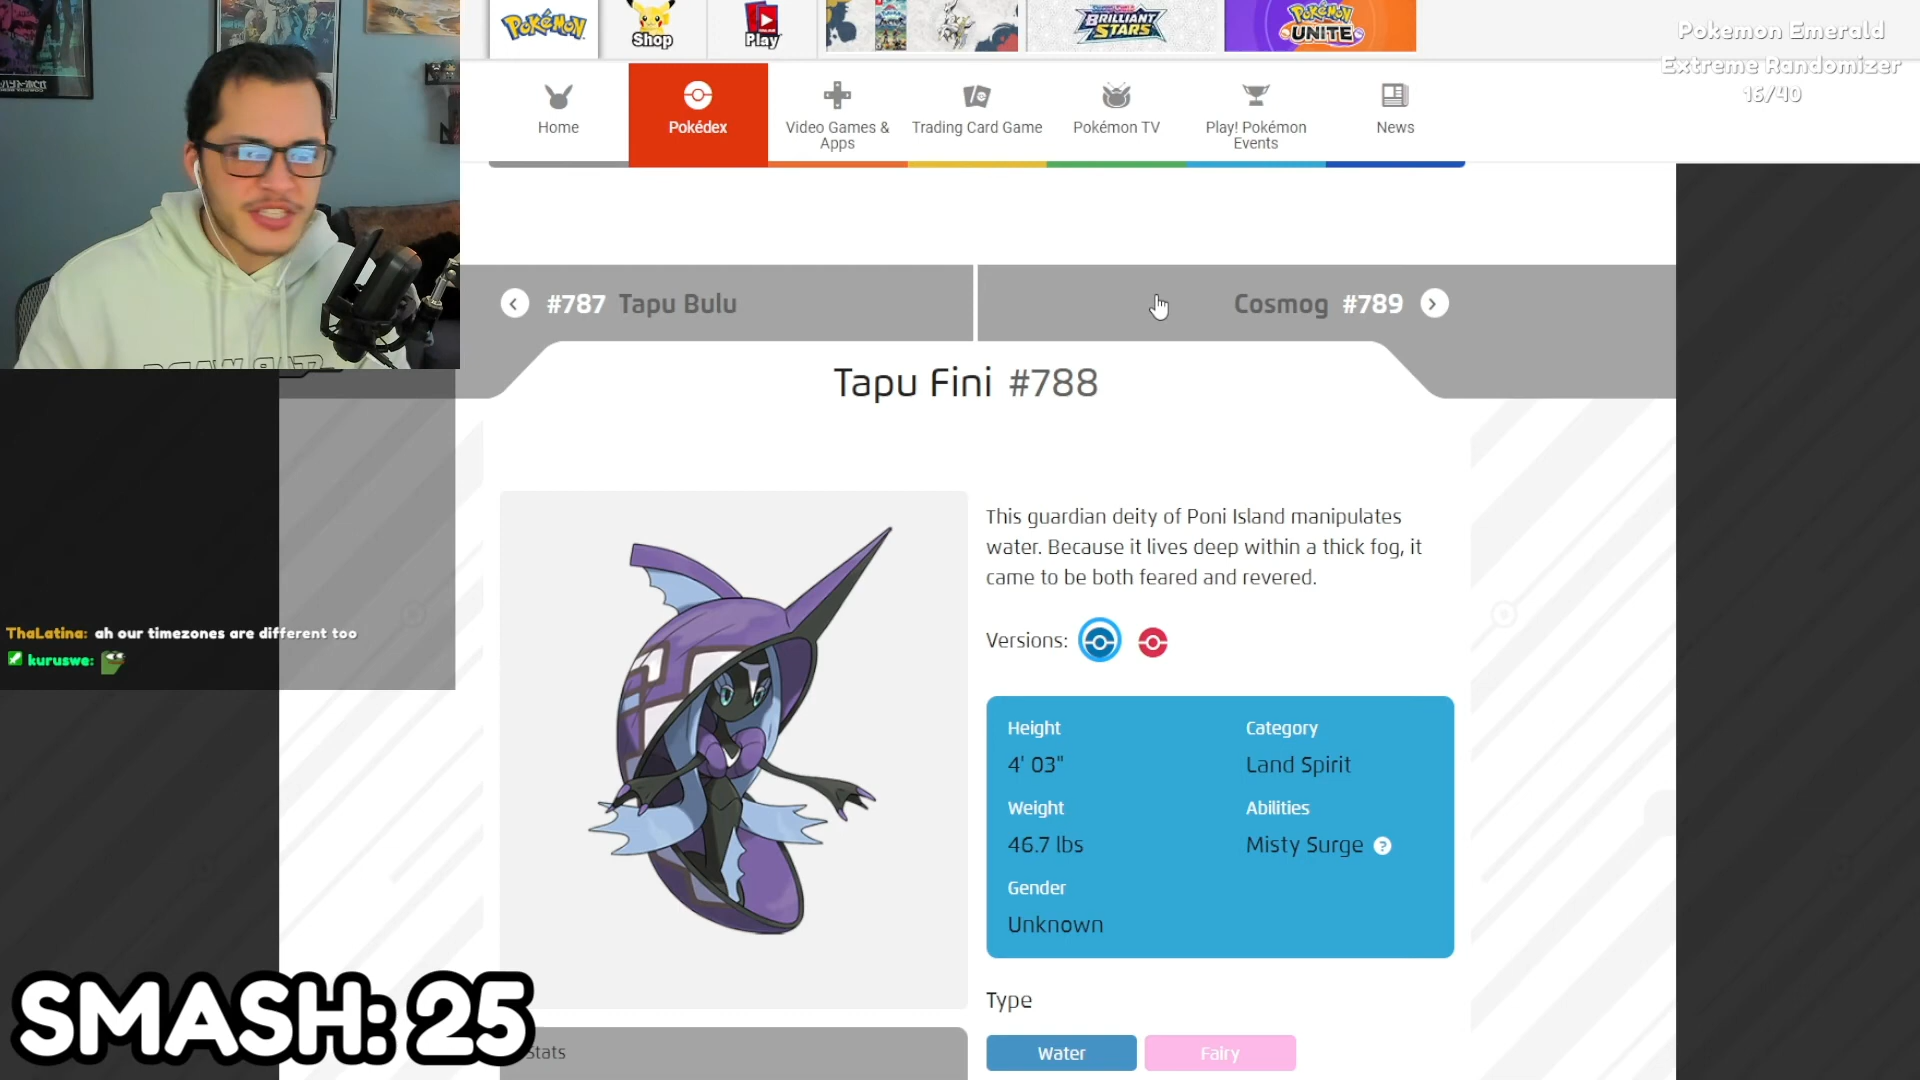 Pokémon
Shop
Play
BRILLIANT STARS
Pokémon UNITE
Pokemon Emerald
Extreme Randomizer
16/40
Home
Pokédex
Video Games & Apps
Trading Card Game
Pokémon TV
Play! Pokémon Events
News
#787 Tapu Bulu
Cosmog #789
Tapu Fini #788
This guardian deity of Poni Island manipulates
water. Because it lives deep within a thick fog, it
came to be both feared and revered.
Versions:
Height
4' 03"
Category
Land Spirit
Weight
46.7 lbs
Abilities
Misty Surge ?
Gender
Unknown
Type
Water
Fairy
ThaLatina: ah our timezones are different too
kuruswe:
SMASH: 25
Stats